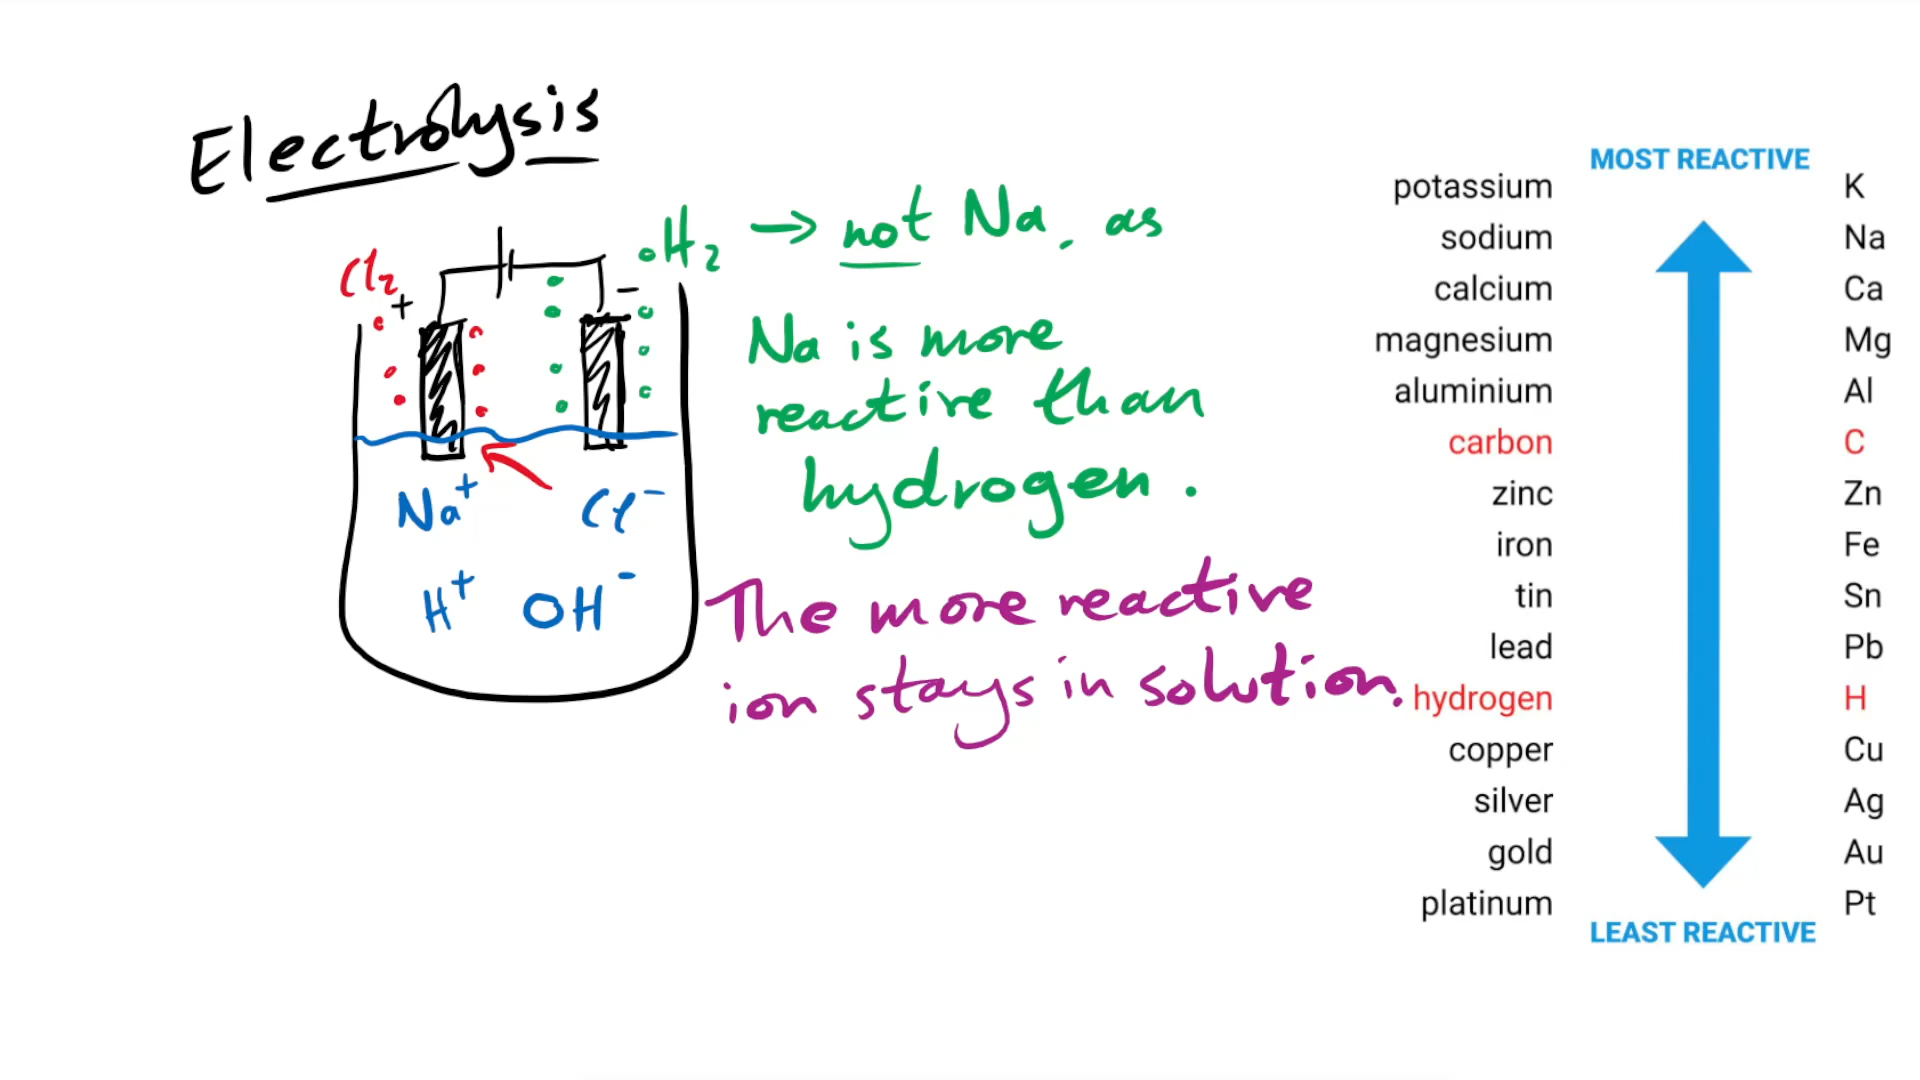 Electrolysis
Cl₂
+
H₂ → not Na, as
−
Na is more
reactive than
hydrogen.
Na⁺ Cl⁻
H⁺ OH⁻
The more reactive
ion stays in solution.
MOST REACTIVE
potassium K
sodium Na
calcium Ca
magnesium Mg
aluminium Al
carbon C
zinc Zn
iron Fe
tin Sn
lead Pb
hydrogen H
copper Cu
silver Ag
gold Au
platinum Pt
LEAST REACTIVE